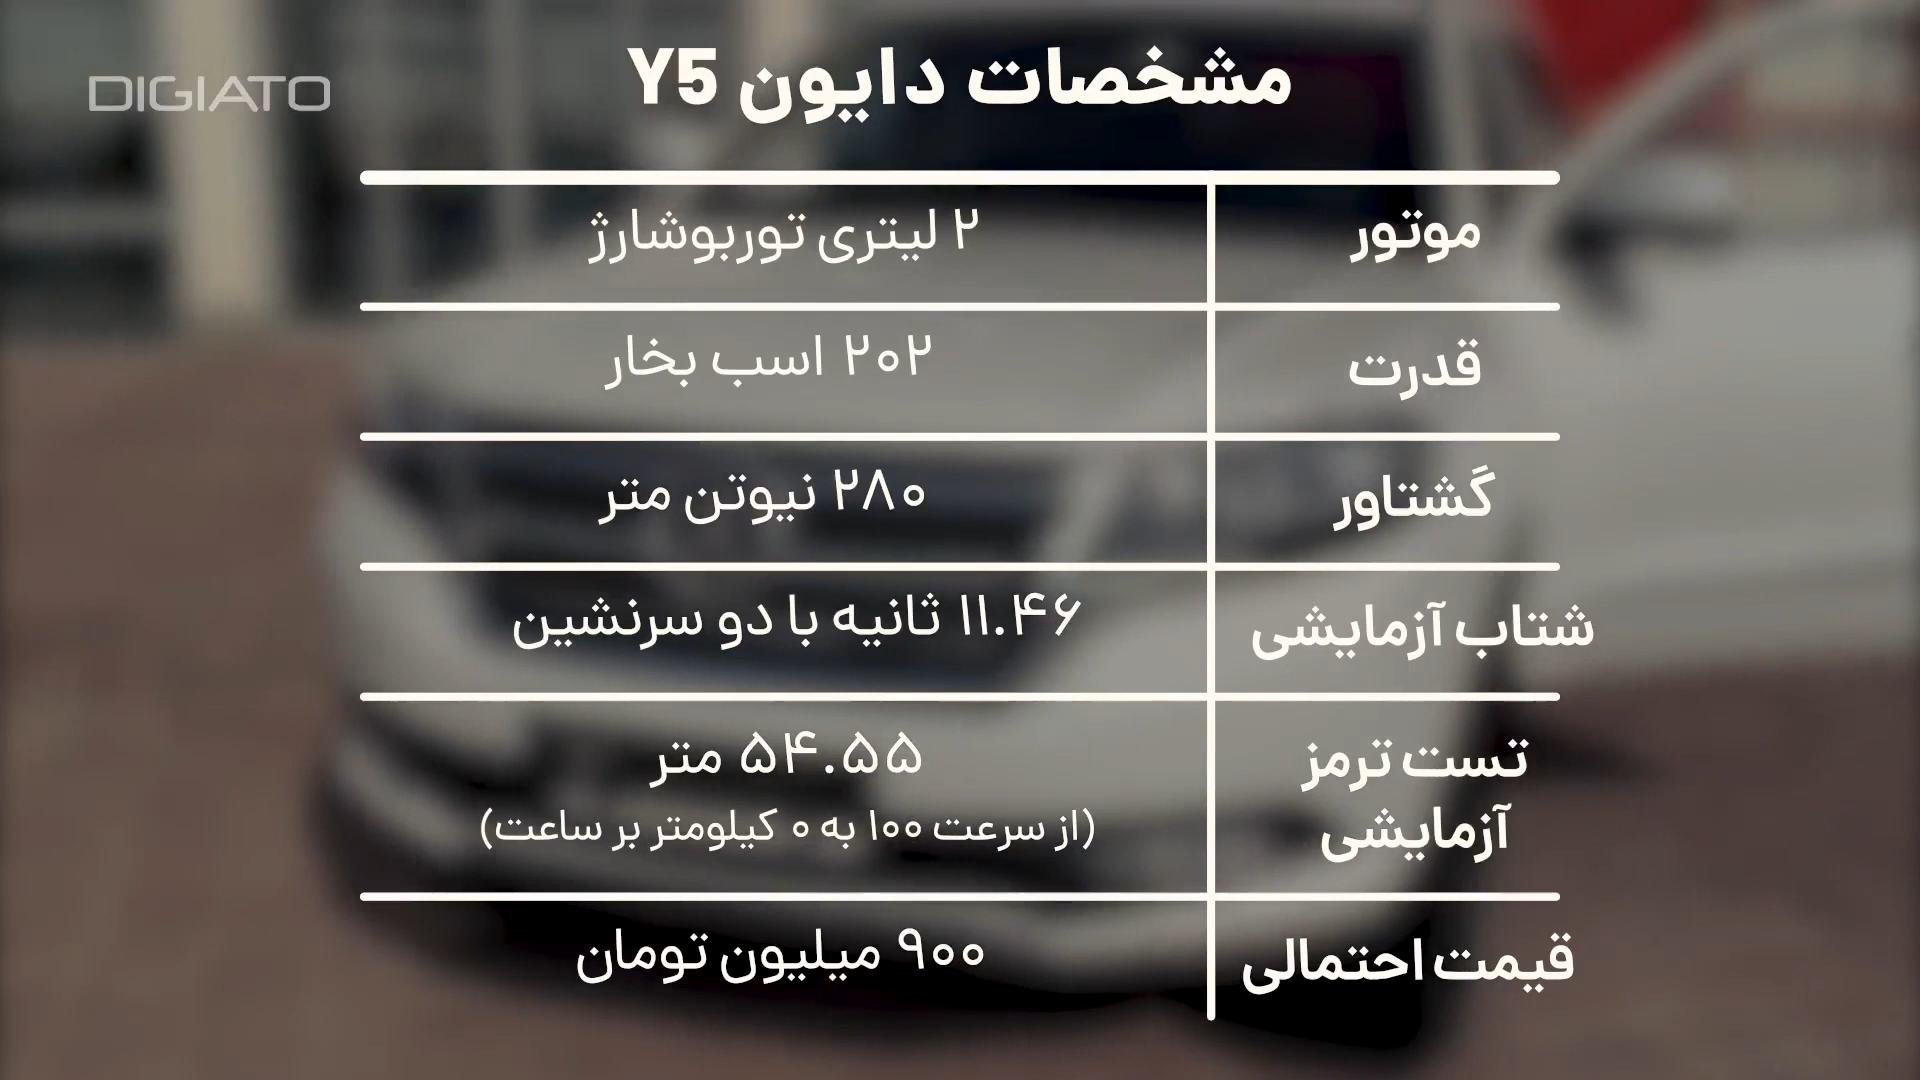 DIGIATO
مشخصات دایون Y5
موتور
۲ لیتری توربوشارژ
قدرت
۲۰۲ اسب بخار
گشتاور
۲۸۰ نیوتن متر
شتاب آزمایشی
۱۱.۴۶ ثانیه با دو سرنشین
تست ترمز
آزمایشی
۵۴.۵۵ متر
(از سرعت ۱۰۰ به ۰ کیلومتر بر ساعت)
قیمت احتمالی
۹۰۰ میلیون تومان